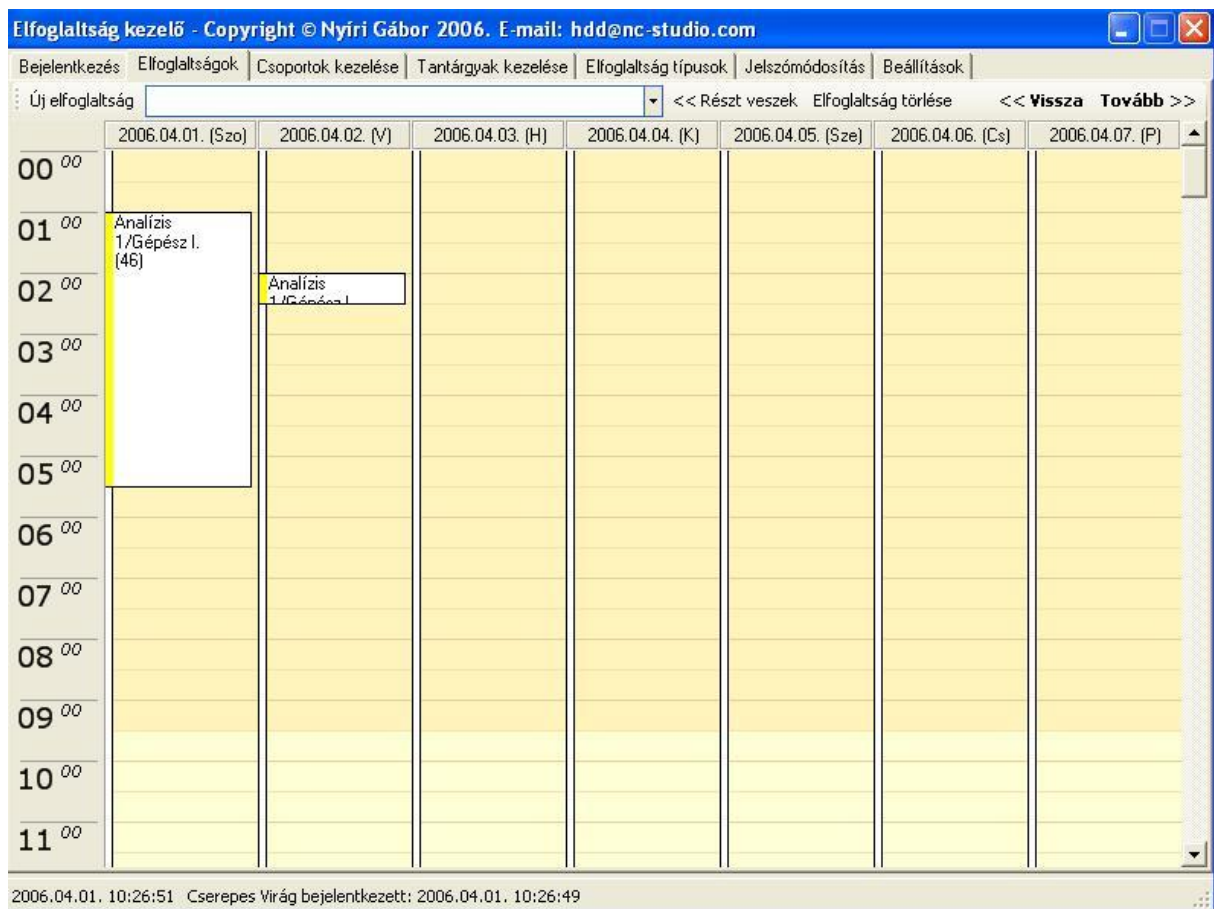 Elfoglaltság kezelő - Copyright © Nyíri Gábor 2006. E-mail: hdd@nc-studio.com
Bejelentkezés Elfoglaltságok Csoportok kezelése Tantárgyak kezelése Elfoglaltság típusok Jelszómódosítás Beállítások
Új elfoglaltság << Részt veszek Elfoglaltság törlése << Vissza Tovább >>
2006.04.01. (Szo) 2006.04.02. (V) 2006.04.03. (H) 2006.04.04. (K) 2006.04.05. (Sze) 2006.04.06. (Cs) 2006.04.07. (P)
00 00
01 00
Analízis
1/Gépész I.
(46)
02 00
Analízis
1/Gépész I.
03 00
04 00
05 00
06 00
07 00
08 00
09 00
10 00
11 00
2006.04.01. 10:26:51 Cserepes Virág bejelentkezett: 2006.04.01. 10:26:49